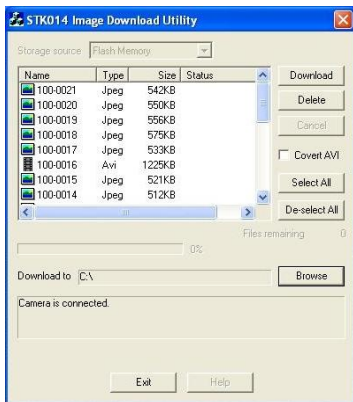 STK014 Image Download Utility
Storage source Flash Memory
Name Type Size Status
100-0021 Jpeg 542KB
100-0020 Jpeg 550KB
100-0019 Jpeg 556KB
100-0018 Jpeg 575KB
100-0017 Jpeg 533KB
100-0016 Avi 1225KB
100-0015 Jpeg 521KB
100-0014 Jpeg 512KB
Download
Delete
Cancel
Covert AVI
Select All
De-select All
Files remaining 0
0%
Download to C:\ Browse
Camera is connected.
Exit Help